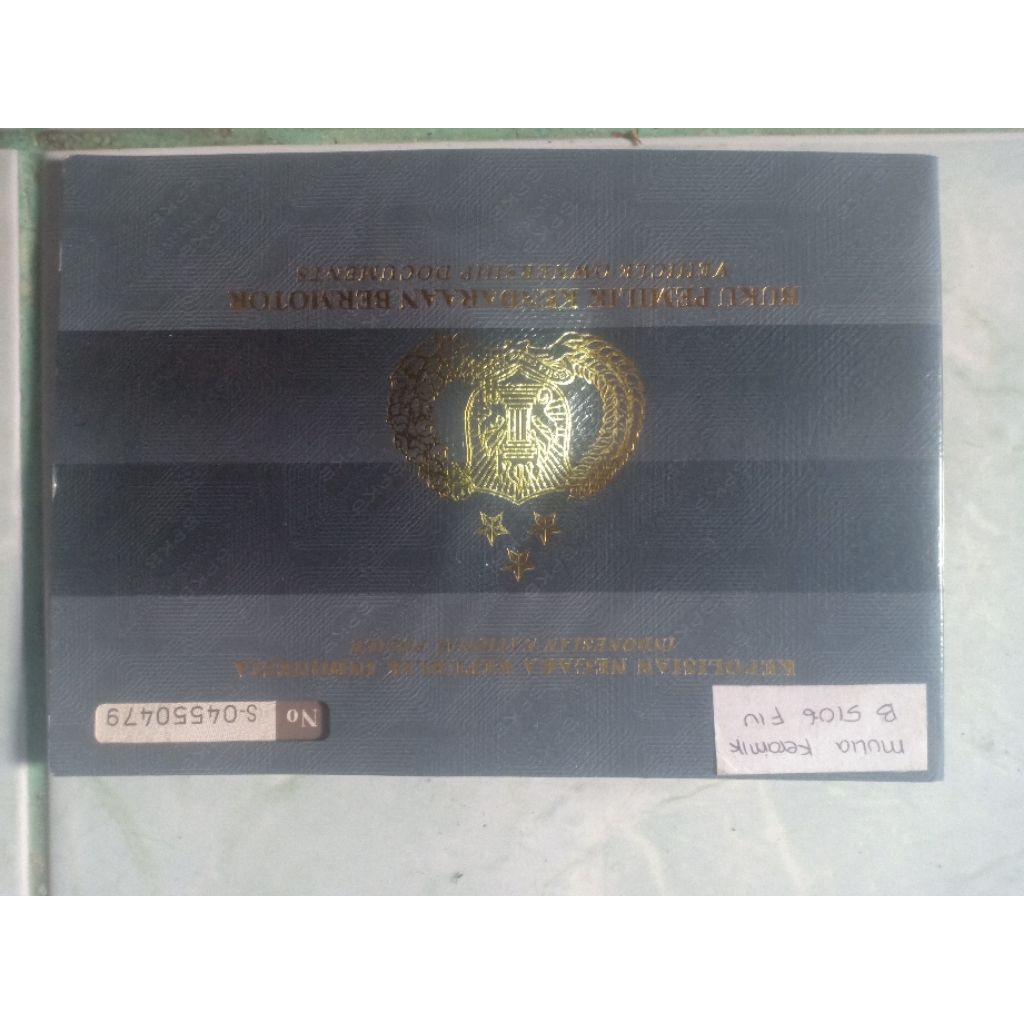 mulia keramik
B 5106 FIU
No S-04550479
KEPOLISIAN NEGARA REPUBLIK INDONESIA
INDONESIAN NATIONAL POLICE
BUKU PEMILIK KENDARAAN BERMOTOR
VEHICLE OWNERSHIP DOCUMENTS